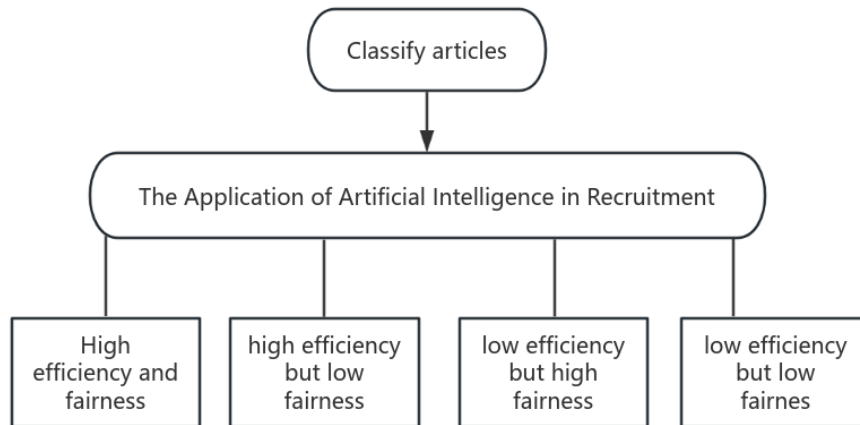 Classify articles
The Application of Artificial Intelligence in Recruitment
High
efficiency and
fairness
high efficiency
but low
fairness
low efficiency
but high
fairness
low efficiency
but low
fairnes